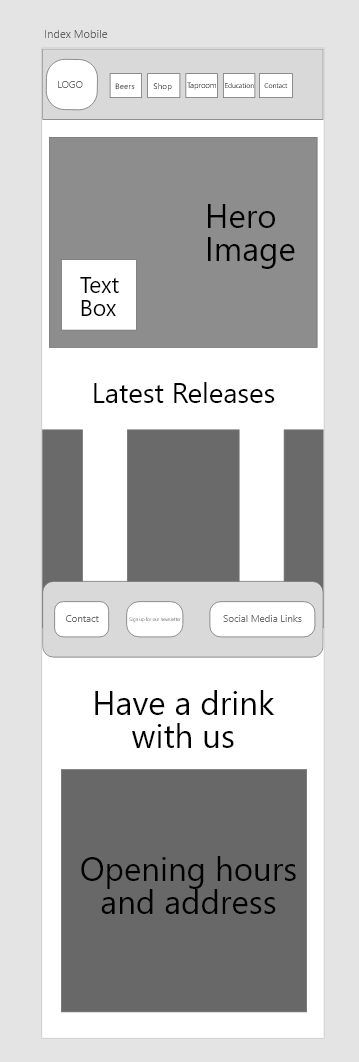 Index Mobile
LOGO
Beers
Shop
Taproom
Education
Contact
Hero
Image
Text
Box
Latest Releases
Contact
Sign up for our newsletter
Social Media Links
Have a drink
with us
Opening hours
and address